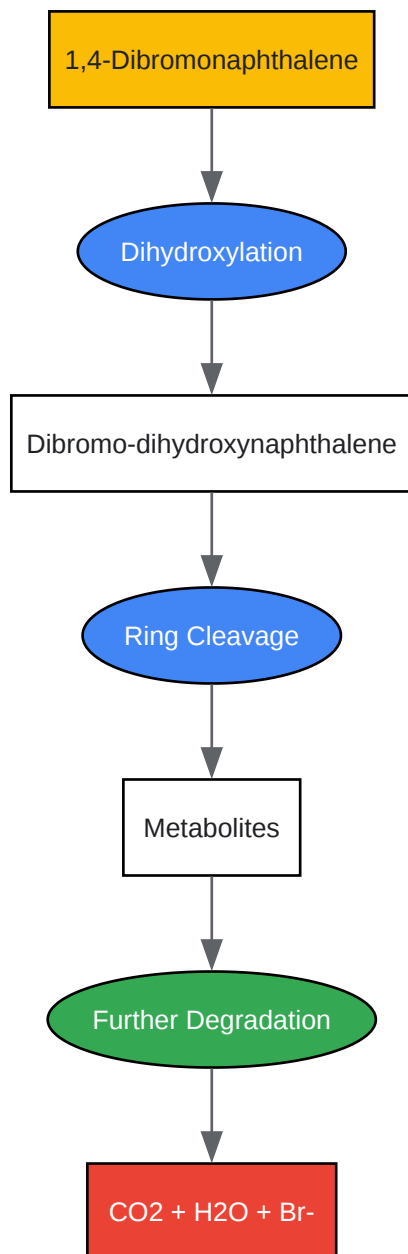 1,4-Dibromonaphthalene
Dihydroxylation
Dibromo-dihydroxynaphthalene
Ring Cleavage
Metabolites
Further Degradation
CO2 + H2O + Br-